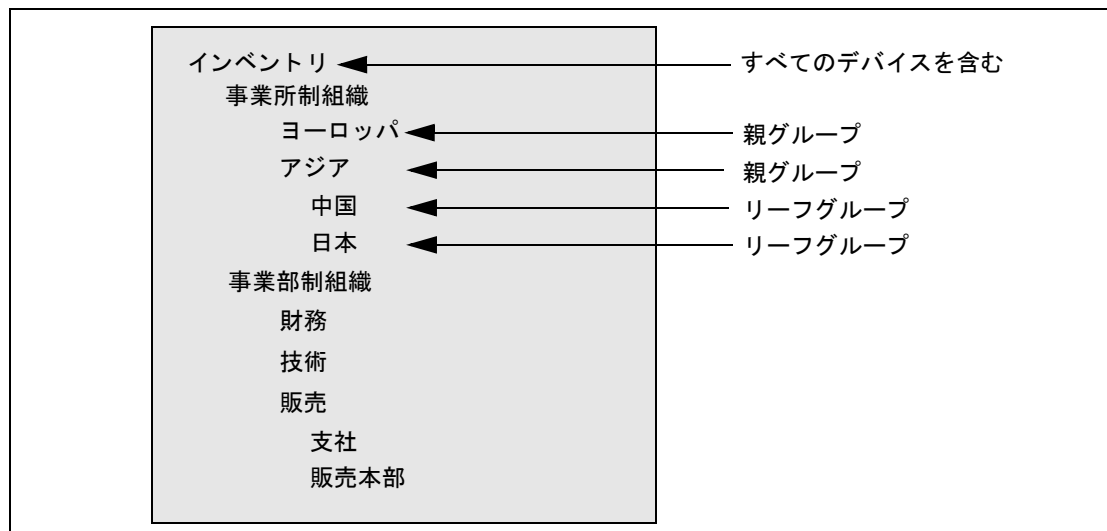 インベントリ すべてのデバイスを含む
事業所制組織
ヨーロッパ 親グループ
アジア 親グループ
中国 リーフグループ
日本 リーフグループ
事業部制組織
財務
技術
販売
支社
販売本部